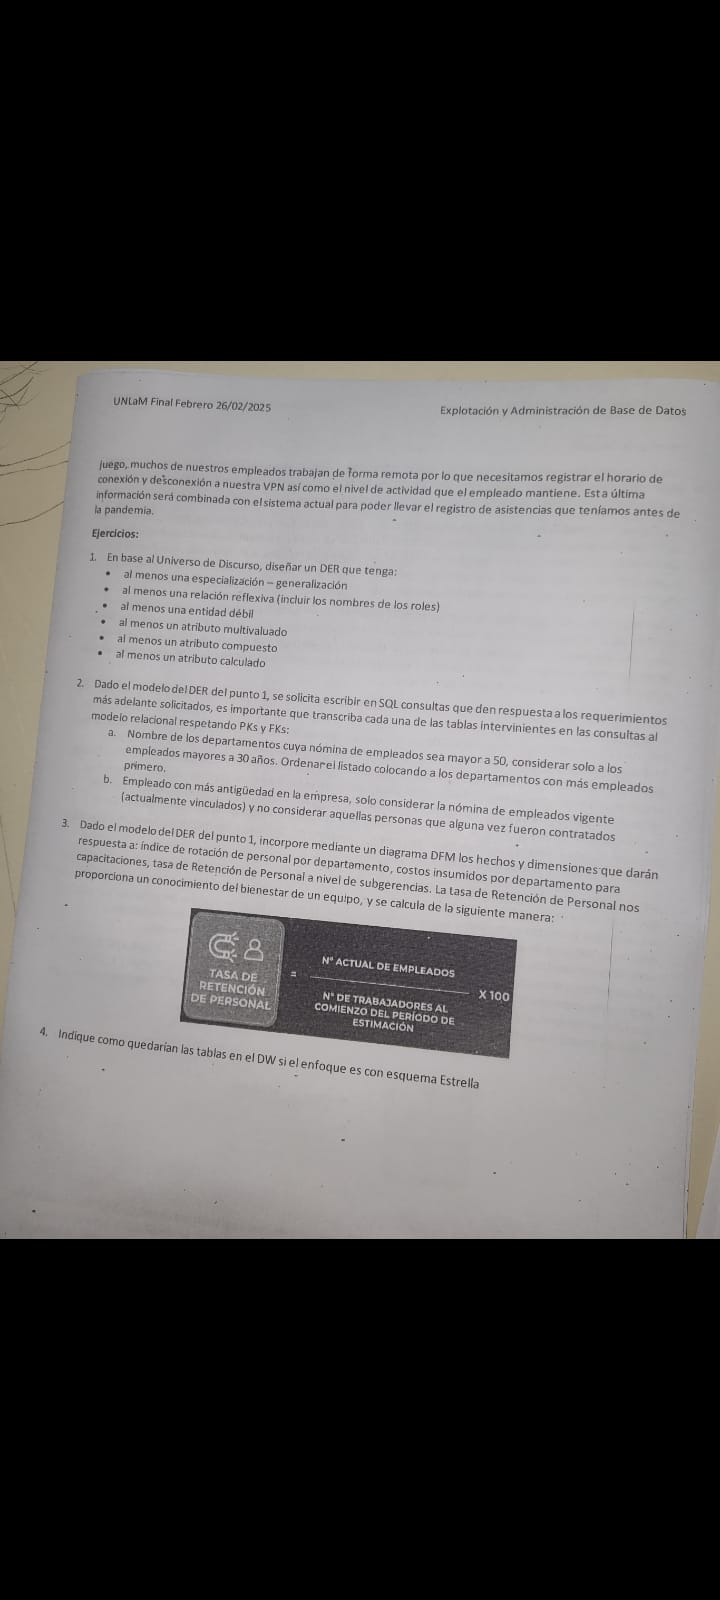 UNLaM Final Febrero 26/02/2025
Explotación y Administración de Base de Datos
juego, muchos de nuestros empleados trabajan de forma remota por lo que necesitamos registrar el horario de
conexión y desconexión a nuestra VPN así como el nivel de actividad que el empleado mantiene. Esta última
información será combinada con el sistema actual para poder llevar el registro de asistencias que teníamos antes de
la pandemia.
Ejercicios:
1. En base al Universo de Discurso, diseñar un DER que tenga:
• al menos una especialización – generalización
• al menos una relación reflexiva (incluir los nombres de los roles)
• al menos una entidad débil
• al menos un atributo multivaluado
• al menos un atributo compuesto
• al menos un atributo calculado
2. Dado el modelo del DER del punto 1, se solicita escribir en SQL consultas que den respuesta a los requerimientos
más adelante solicitados, es importante que transcriba cada una de las tablas intervinientes en las consultas al
modelo relacional respetando PKs y FKs:
a. Nombre de los departamentos cuya nómina de empleados sea mayor a 50, considerar solo a los
empleados mayores a 30 años. Ordenar el listado colocando a los departamentos con más empleados
primero.
b. Empleado con más antigüedad en la empresa, solo considerar la nómina de empleados vigente
(actualmente vinculados) y no considerar aquellas personas que alguna vez fueron contratados
3. Dado el modelo del DER del punto 1, incorpore mediante un diagrama DFM los hechos y dimensiones que darán
respuesta a: índice de rotación de personal por departamento, costos insumidos por departamento para
capacitaciones, tasa de Retención de Personal a nivel de subgerencias. La tasa de Retención de Personal nos
proporciona un conocimiento del bienestar de un equipo, y se calcula de la siguiente manera:
TASA DE
RETENCIÓN
DE PERSONAL
=
N° ACTUAL DE EMPLEADOS
N° DE TRABAJADORES AL
COMIENZO DEL PERÍODO DE
ESTIMACIÓN
X 100
4. Indique como quedarían las tablas en el DW si el enfoque es con esquema Estrella